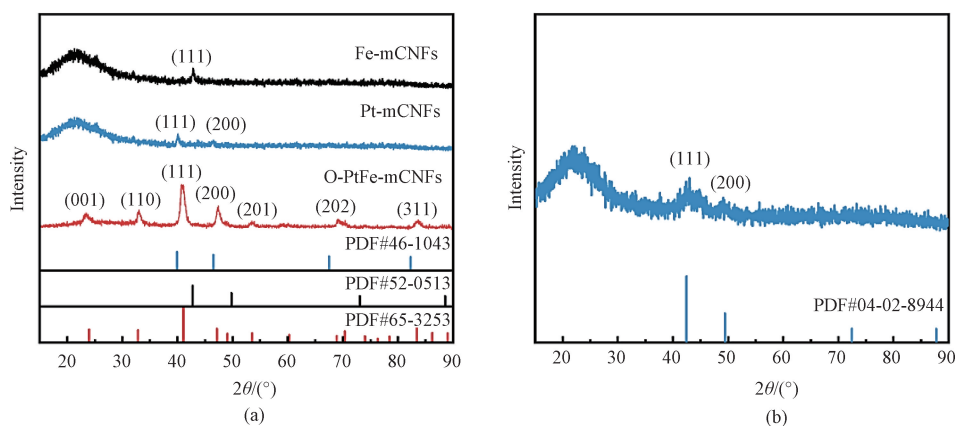 Intensity
(111)
Fe-mCNFs
Pt-mCNFs
(111)
(200)
(111)
O-PtFe-mCNFs
(001)
(110)
(200)
(201)
(202)
(311)
PDF#46-1043
PDF#52-0513
PDF#65-3253
20 30 40 50 60 70 80 90
2θ/(°)
(a)
Intensity
(111)
(200)
PDF#04-02-8944
20 30 40 50 60 70 80 90
2θ/(°)
(b)